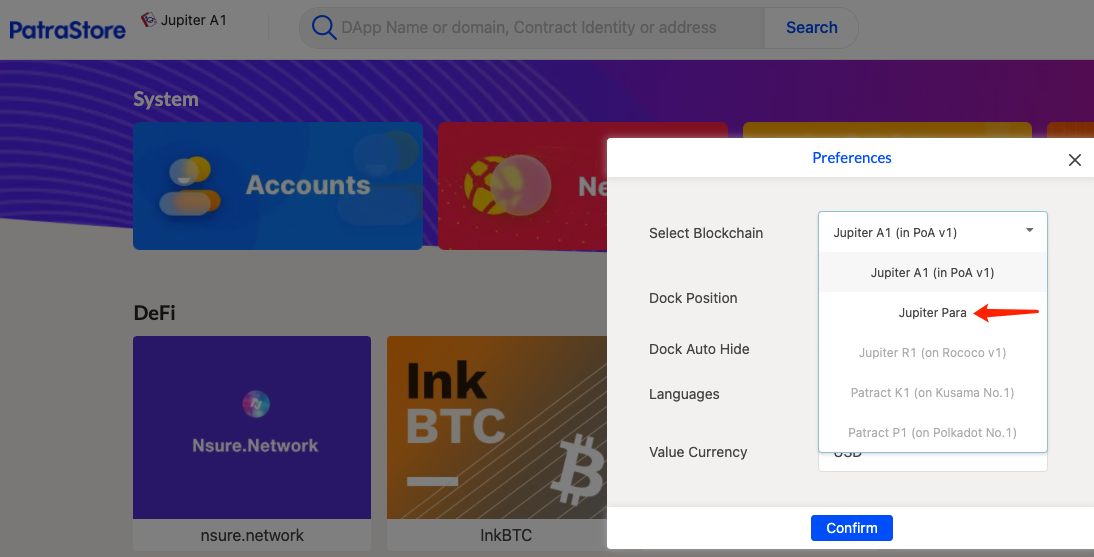 PatraStore
Jupiter A1
DApp Name or domain, Contract Identity or address
Search
System
Accounts
Ne
Preferences
Select Blockchain
Jupiter A1 (in PoA v1)
Jupiter A1 (in PoA v1)
Dock Position
Jupiter Para
Dock Auto Hide
Jupiter R1 (on Rococo v1)
Languages
Patract K1 (on Kusama No.1)
Patract P1 (on Polkadot No.1)
Value Currency
USD
Confirm
DeFi
Nsure.Network
nsure.network
Ink
BTC
InkBTC